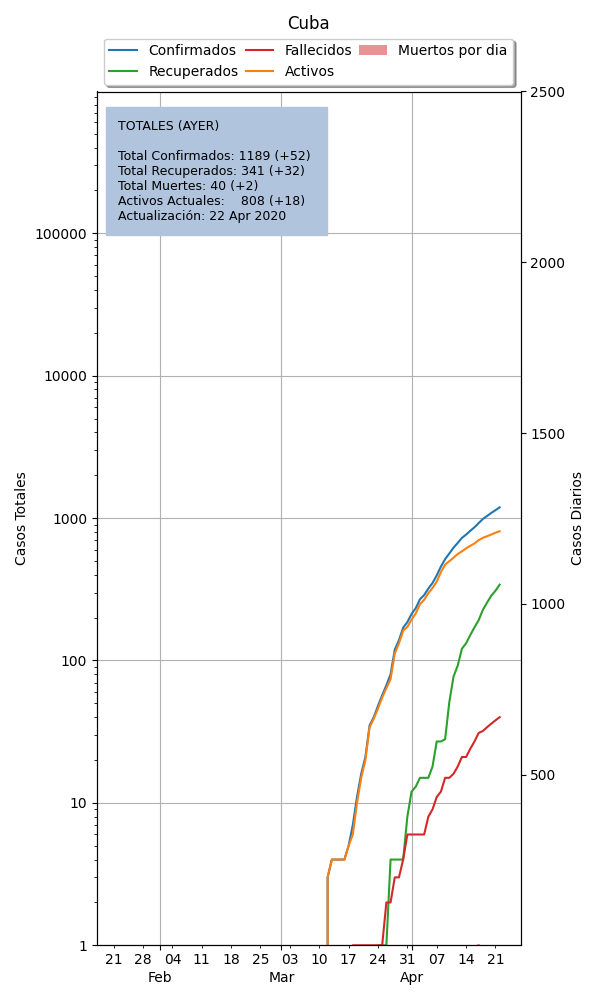 Cuba
Confirmados Fallecidos Muertos por dia
Recuperados Activos
TOTALES (AYER)
Total Confirmados: 1189 (+52)
Total Recuperados: 341 (+32)
Total Muertes: 40 (+2)
Activos Actuales: 808 (+18)
Actualización: 22 Apr 2020
2500
100000
2000
10000
1500
Casos Totales
Casos Diarios
1000
1000
100
500
10
1
21 28 04 11 18 25 03 10 17 24 31 07 14 21
Feb Mar Apr